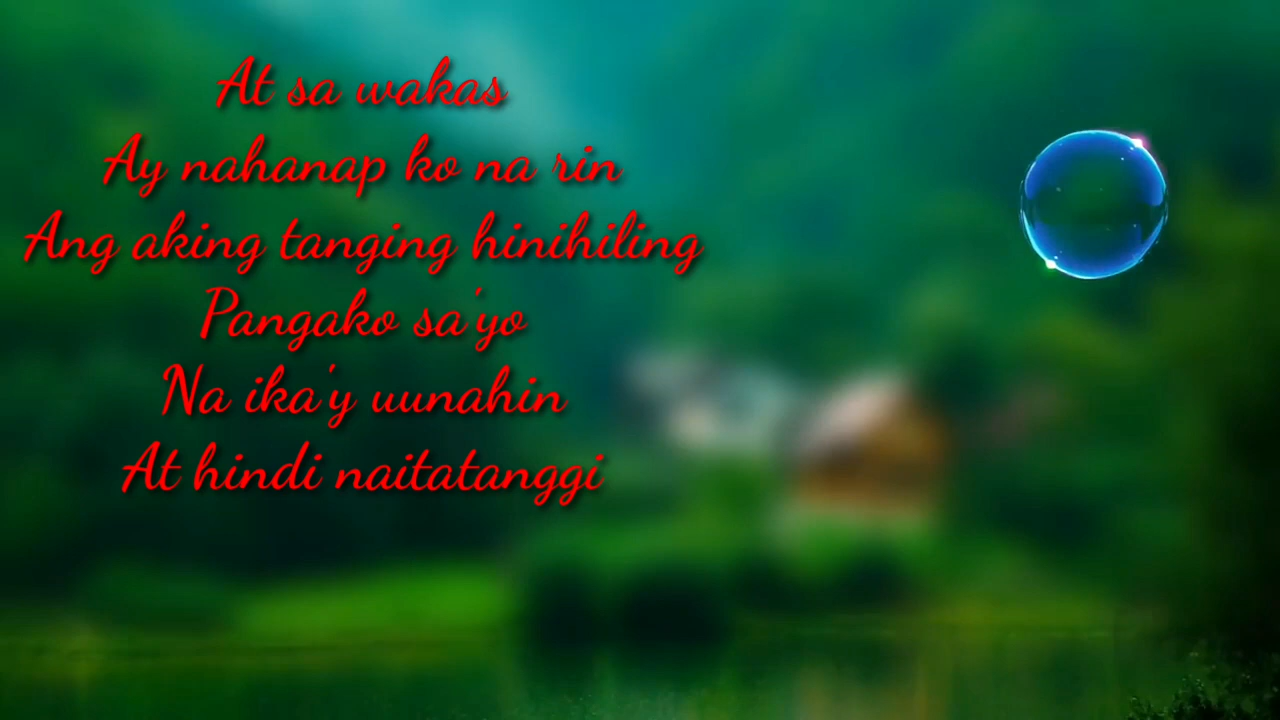 At sa wakas
Ay nahanap ko na rin
Ang aking tanging hinihiling
Pangako sa'yo
Na ika'y uunahin
At hindi naitatanggi